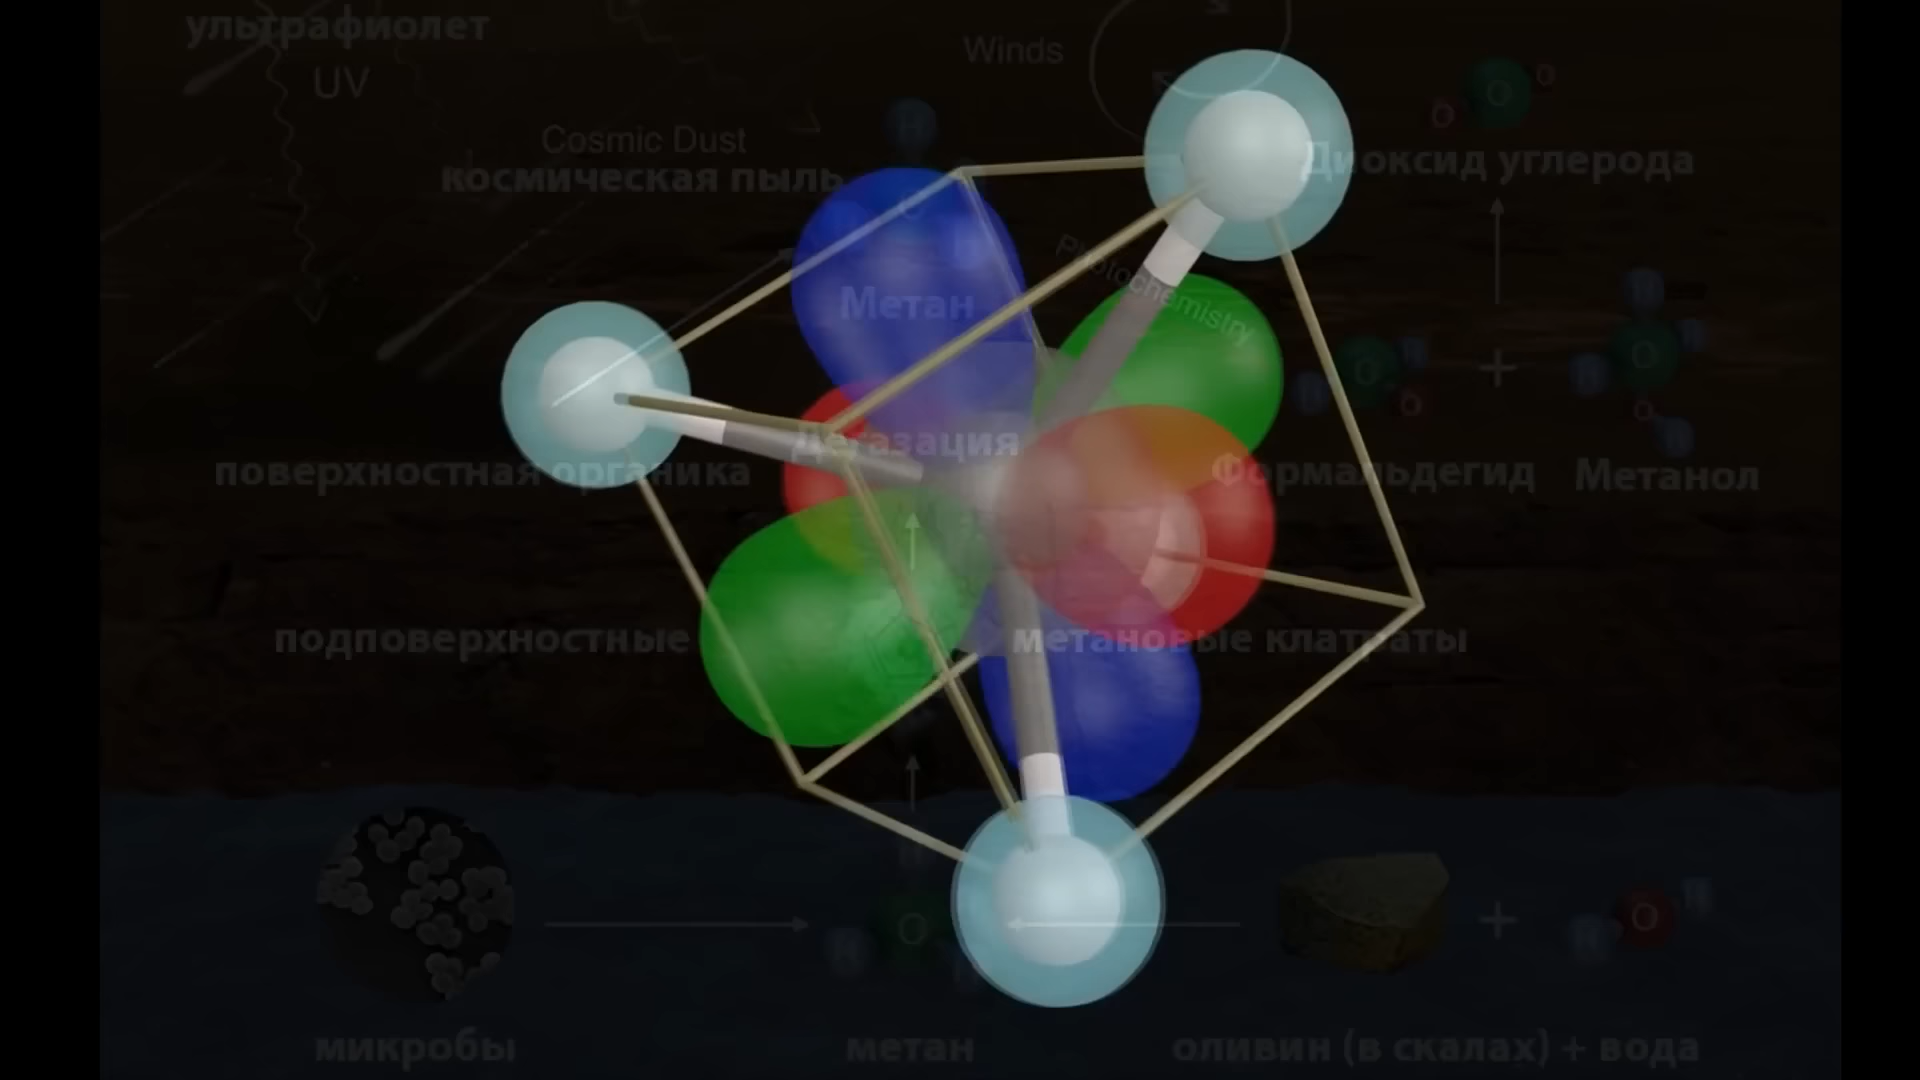 ультрафиолет
UV
Winds
Cosmic Dust
космическая пыль
Диоксид углерода
Photochemistry
Метан
Дегазация
поверхностная органика
Формальдегид
Метанол
подповерхностные метановые клатраты
микробы
метан
оливин (в скалах) + вода